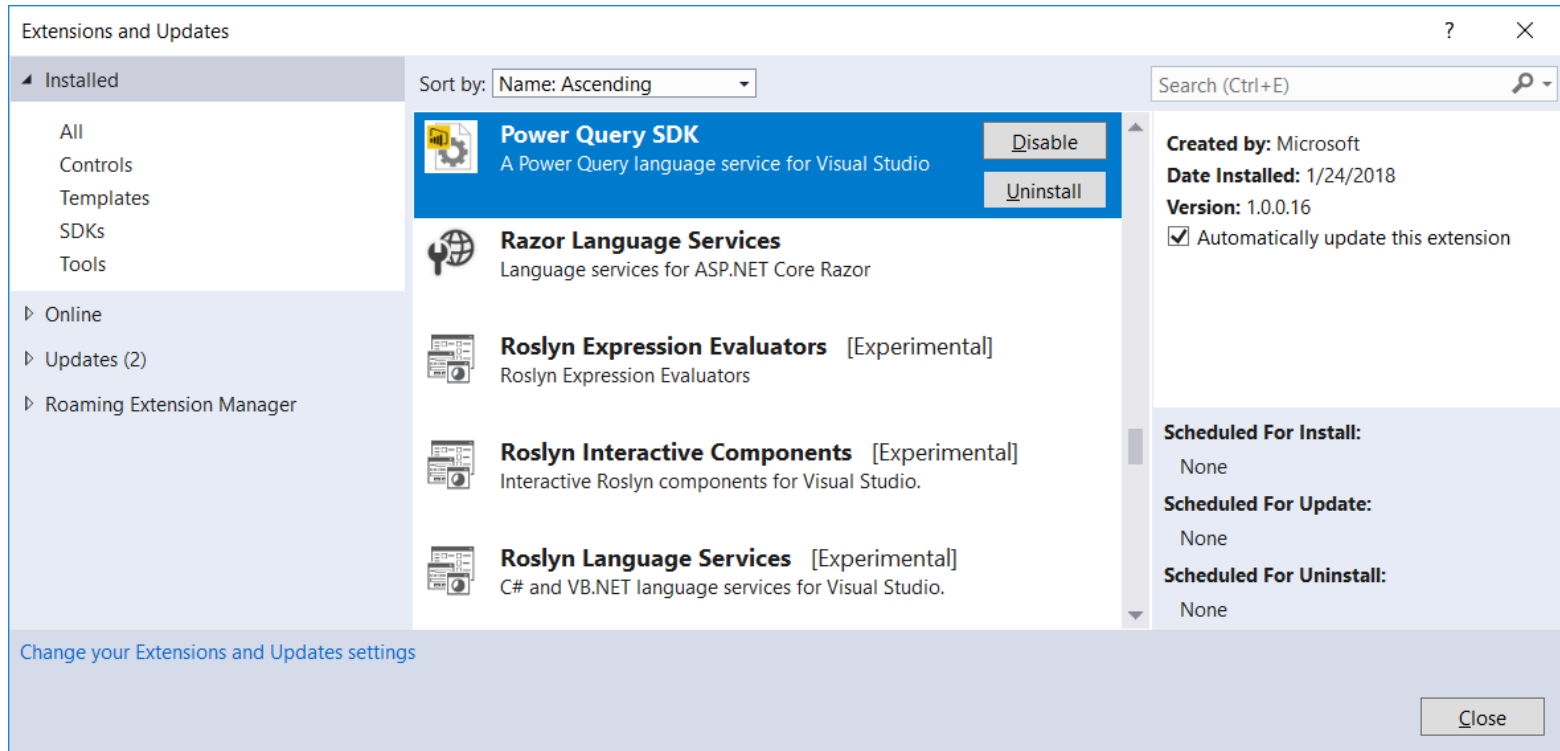 Extensions and Updates
?
Installed
All
Controls
Templates
SDKs
Tools
Online
Updates (2)
Roaming Extension Manager
Sort by: Name: Ascending
Power Query SDK
A Power Query language service for Visual Studio
Disable
Uninstall
Razor Language Services
Language services for ASP.NET Core Razor
Roslyn Expression Evaluators [Experimental]
Roslyn Expression Evaluators
Roslyn Interactive Components [Experimental]
Interactive Roslyn components for Visual Studio.
Roslyn Language Services [Experimental]
C# and VB.NET language services for Visual Studio.
Search (Ctrl+E)
Created by: Microsoft
Date Installed: 1/24/2018
Version: 1.0.0.16
Automatically update this extension
Scheduled For Install:
None
Scheduled For Update:
None
Scheduled For Uninstall:
None
Change your Extensions and Updates settings
Close